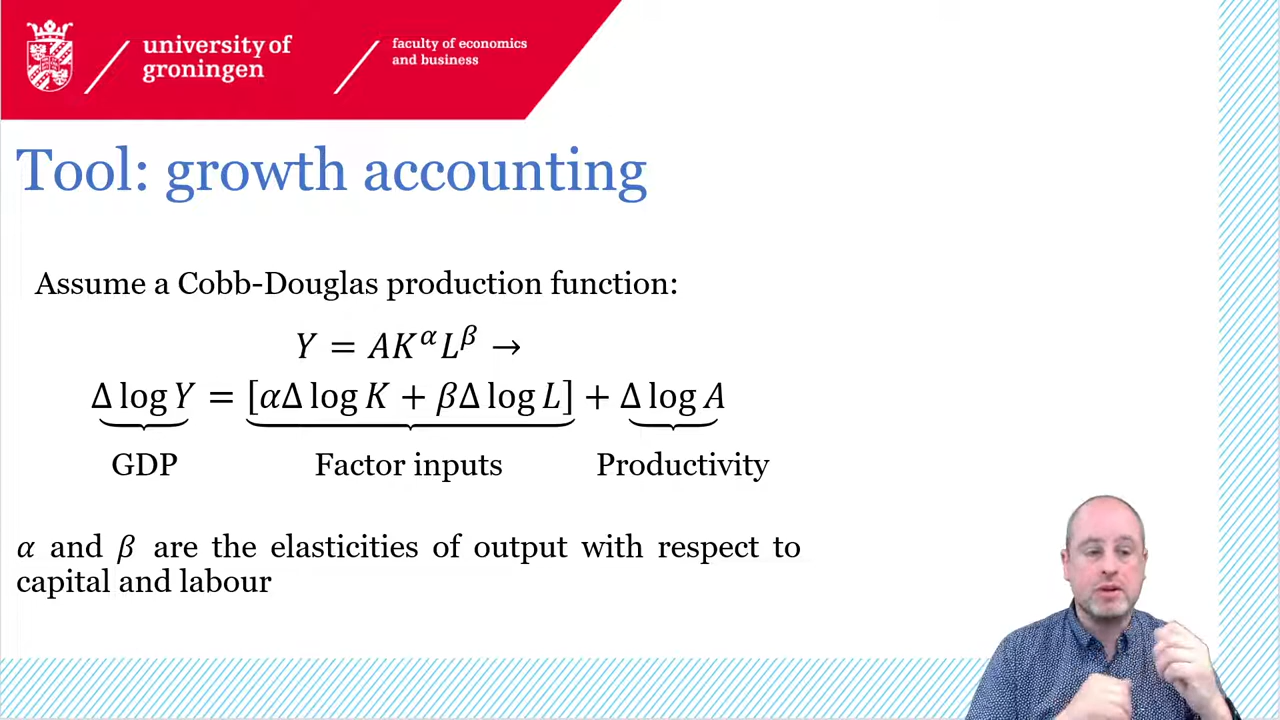 university of
groningen
faculty of economics
and business
Tool: growth accounting
Assume a Cobb-Douglas production function:
Y = AK^α L^β →
Δ log Y = [αΔ log K + βΔ log L] + Δ log A
GDP Factor inputs Productivity
α and β are the elasticities of output with respect to
capital and labour